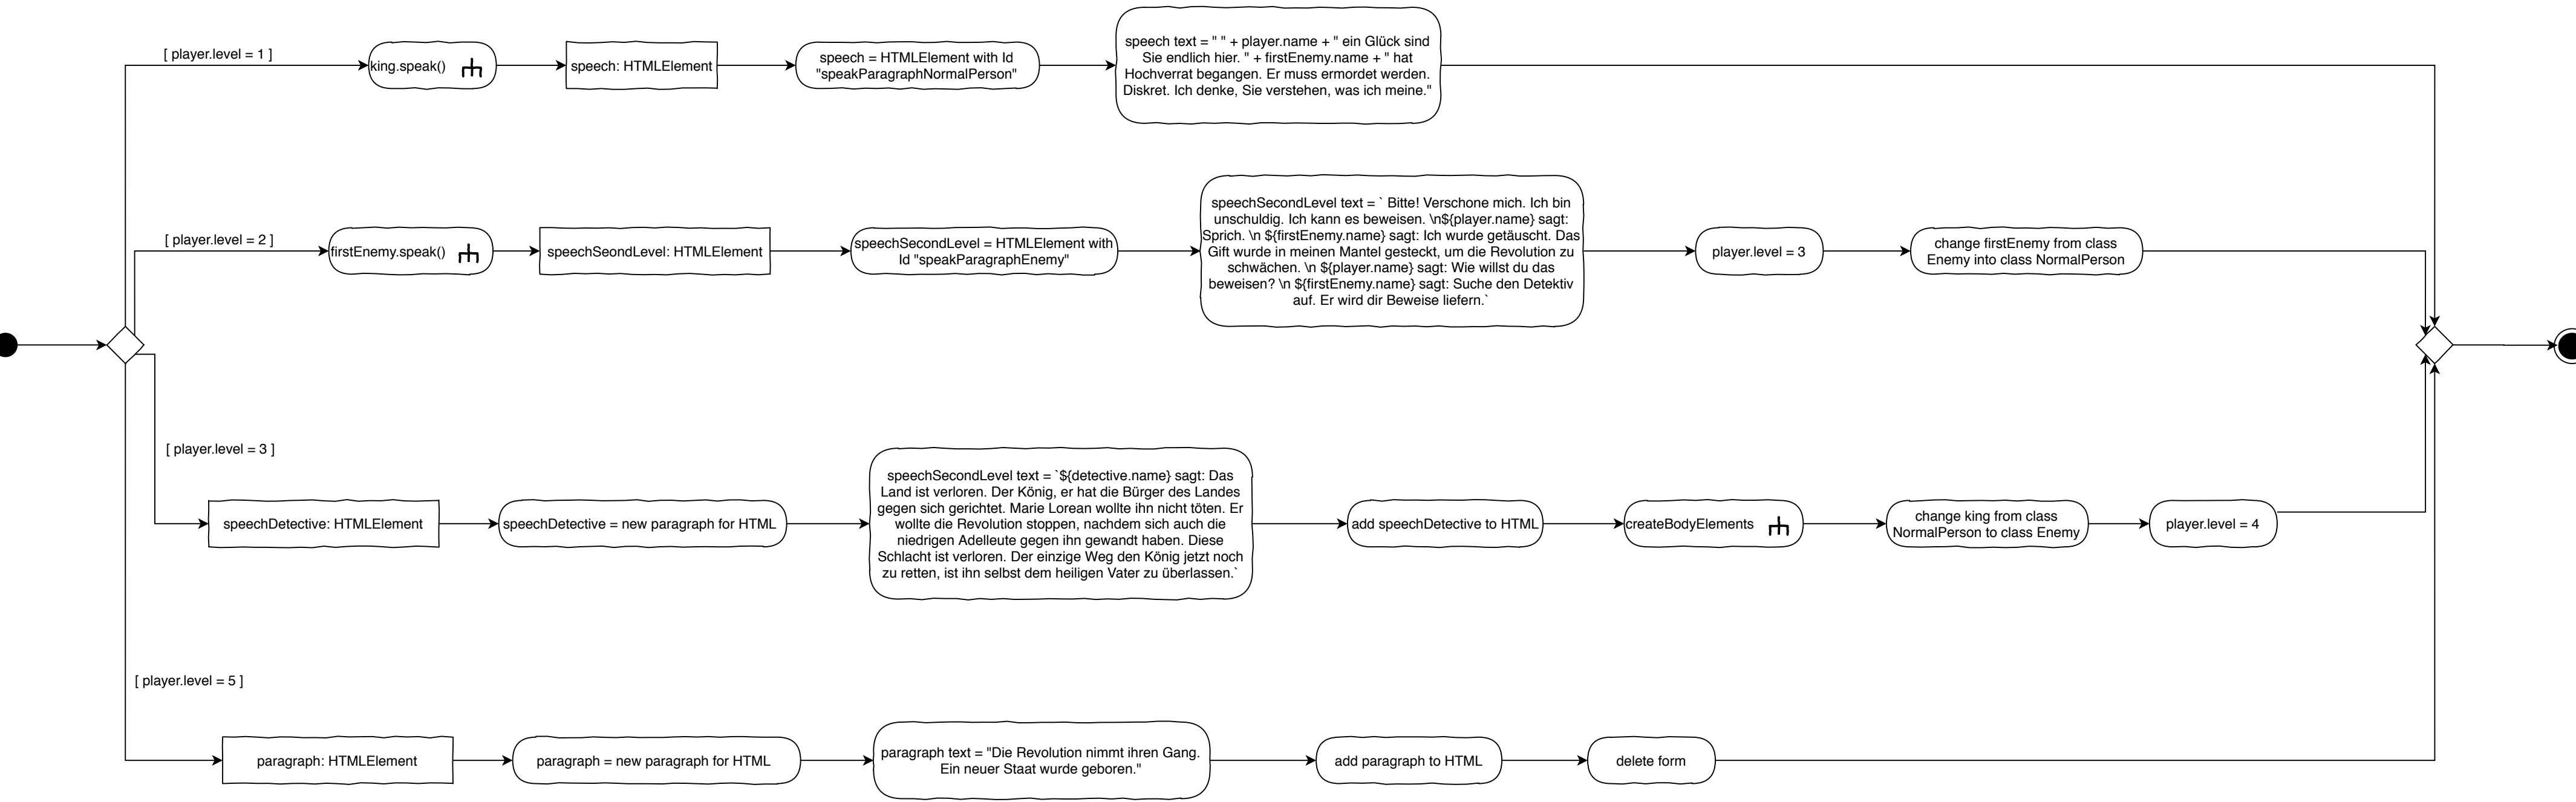 [ player.level = 1 ]
king.speak()
speech: HTMLElement
speech = HTMLElement with Id
"speakParagraphNormalPerson"
speech text = " " + player.name + " ein Glück sind
Sie endlich hier. " + firstEnemy.name + " hat
Hochverrat begangen. Er muss ermordet werden.
Diskret. Ich denke, Sie verstehen, was ich meine."
[ player.level = 2 ]
firstEnemy.speak()
speechSeondLevel: HTMLElement
speechSecondLevel = HTMLElement with
Id "speakParagraphEnemy"
speechSecondLevel text = ` Bitte! Verschone mich. Ich bin
unschuldig. Ich kann es beweisen. \n${player.name} sagt:
Sprich. \n ${firstEnemy.name} sagt: Ich wurde getäuscht. Das
Gift wurde in meinen Mantel gesteckt, um die Revolution zu
schwächen. \n ${player.name} sagt: Wie willst du das
beweisen? \n ${firstEnemy.name} sagt: Suche den Detektiv
auf. Er wird dir Beweise liefern.`
player.level = 3
change firstEnemy from class
Enemy into class NormalPerson
[ player.level = 3 ]
speechDetective: HTMLElement
speechDetective = new paragraph for HTML
speechSecondLevel text = `${detective.name} sagt: Das
Land ist verloren. Der König, er hat die Bürger des Landes
gegen sich gerichtet. Marie Lorean wollte ihn nicht töten. Er
wollte die Revolution stoppen, nachdem sich auch die
niedrigen Adelleute gegen ihn gewandt haben. Diese
Schlacht ist verloren. Der einzige Weg den König jetzt noch
zu retten, ist ihn selbst dem heiligen Vater zu überlassen.`
add speechDetective to HTML
createBodyElements
change king from class
NormalPerson to class Enemy
player.level = 4
[ player.level = 5 ]
paragraph: HTMLElement
paragraph = new paragraph for HTML
paragraph text = "Die Revolution nimmt ihren Gang.
Ein neuer Staat wurde geboren."
add paragraph to HTML
delete form